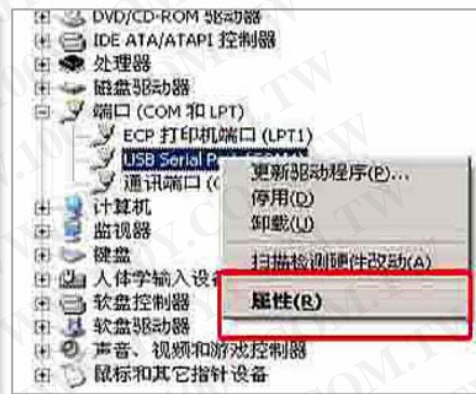 DVD/CD-ROM 驱动器
IDE ATA/ATAPI 控制器
处理器
磁盘驱动器
端口 (COM 和 LPT)
ECP 打印机端口 (LPT1)
USB Serial
通讯端口
计算机
监视器
键盘
人体学输入设
软盘控制器
软盘驱动器
声音、视频和游戏控制器
鼠标和其它指针设备
更新驱动程序(P)...
停用(D)
卸载(U)
扫描检测硬件改动(A)
属性(R)